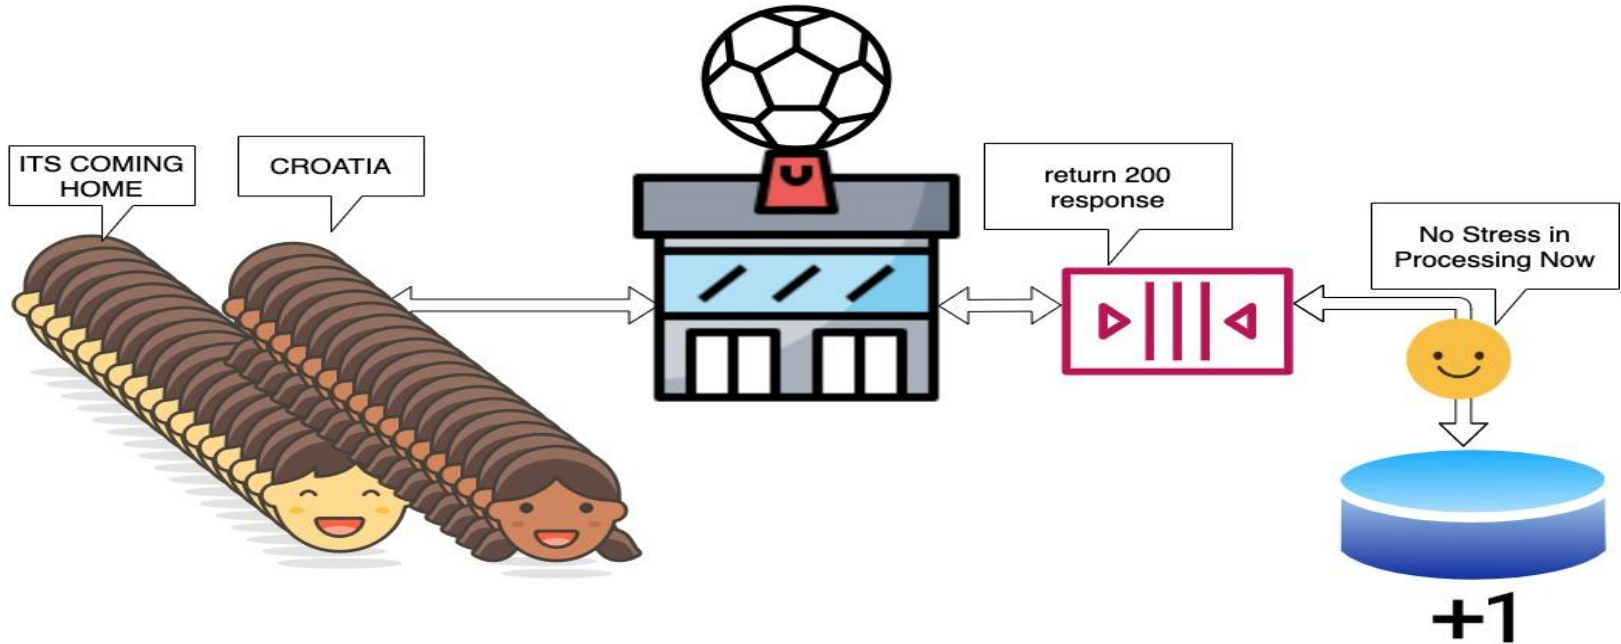 ITS COMING
HOME
CROATIA
return 200
response
No Stress in
Processing Now
+1